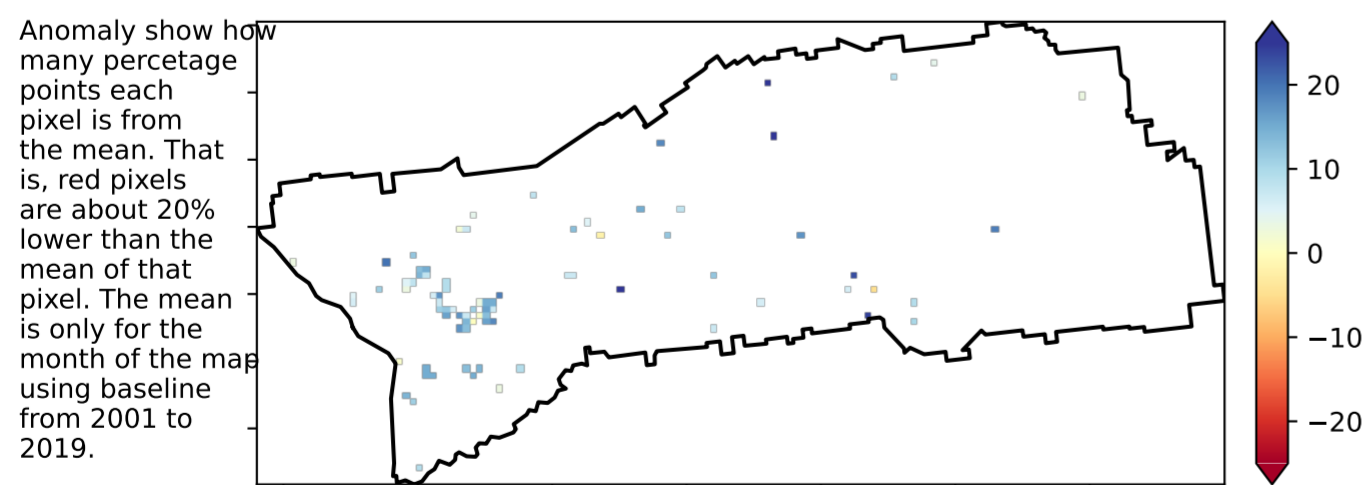 Anomaly show how
many percetage
points each
pixel is from
the mean. That
is, red pixels
are about 20%
lower than the
mean of that
pixel. The mean
is only for the
month of the map
using baseline
from 2001 to
2019.
20
10
0
−10
−20